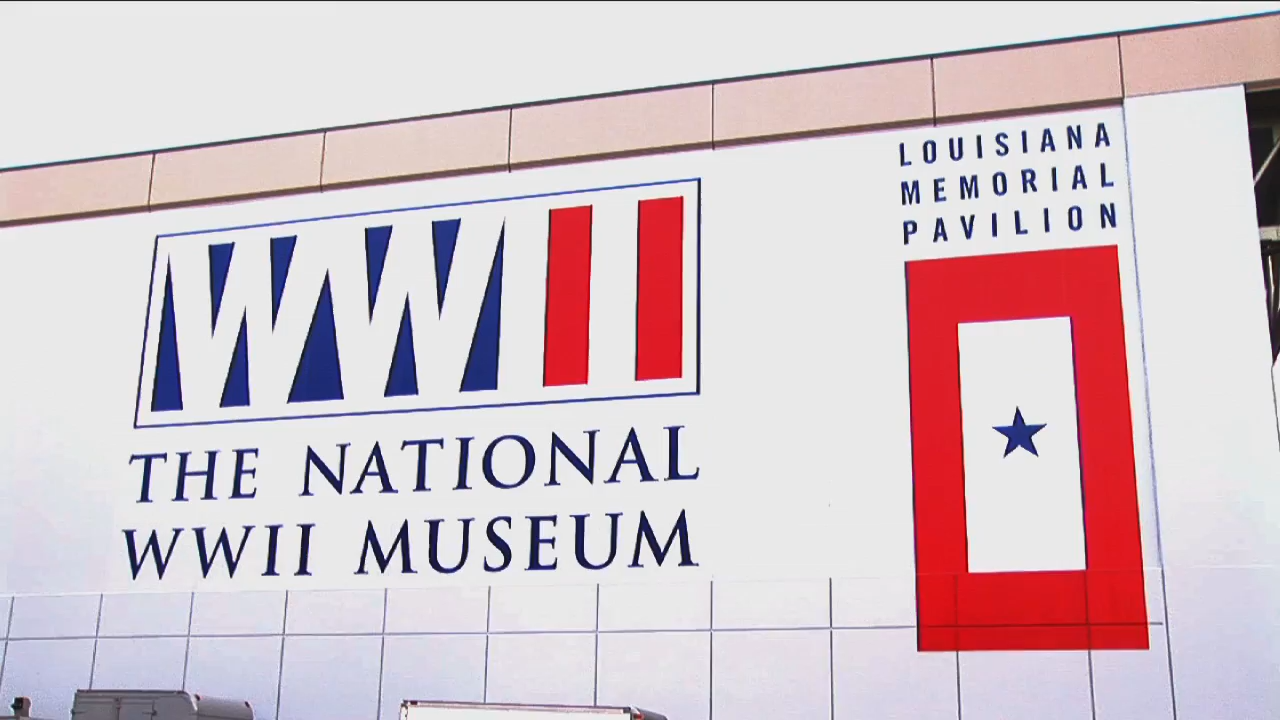 WWII
THE NATIONAL
WWII MUSEUM
LOUISIANA
MEMORIAL
PAVILION